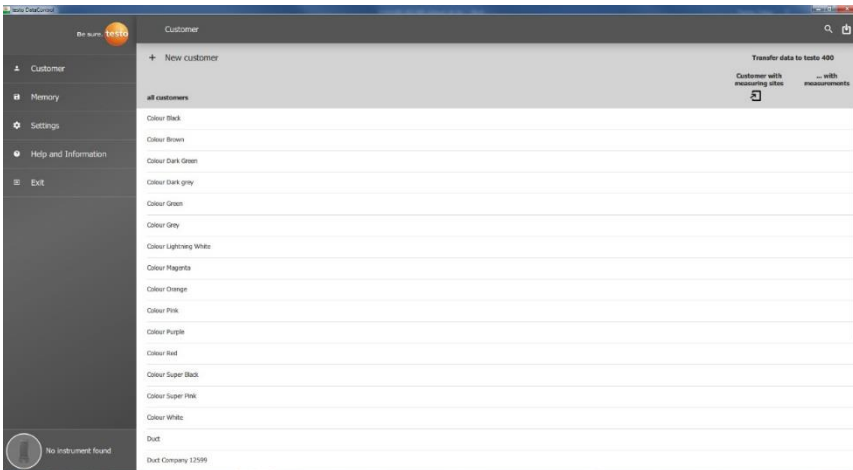 testo DataControl
Be sure. testo
Customer
Customer
Memory
Settings
Help and Information
Exit
No instrument found
+ New customer
Transfer data to testo 400
Customer with
measuring sites
... with
measurements
all customers
Colour Black
Colour Brown
Colour Dark Green
Colour Dark grey
Colour Green
Colour Grey
Colour Lightning White
Colour Magenta
Colour Orange
Colour Pink
Colour Purple
Colour Red
Colour Super Black
Colour Super Pink
Colour White
Duct
Duct Company 12599